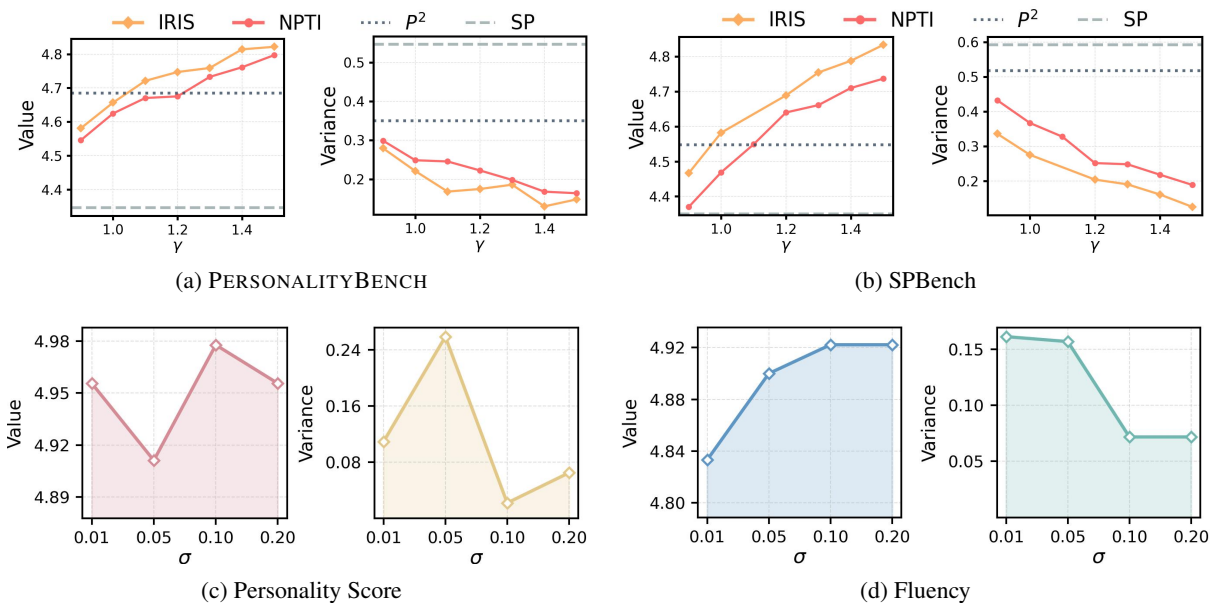 IRIS NPTI P² SP
IRIS NPTI P² SP
Value
4.8
4.7
4.6
4.5
4.4
1.0 1.2 1.4
γ
Variance
0.5
0.4
0.3
0.2
1.0 1.2 1.4
γ
Value
4.8
4.7
4.6
4.5
4.4
1.0 1.2 1.4
γ
Variance
0.6
0.5
0.4
0.3
0.2
1.0 1.2 1.4
γ
(a) PERSONALITYBENCH
(b) SPBench
Value
4.98
4.95
4.92
4.89
0.01 0.05 0.10 0.20
σ
Variance
0.24
0.16
0.08
0.01 0.05 0.10 0.20
σ
Value
4.92
4.88
4.84
4.80
0.01 0.05 0.10 0.20
σ
Variance
0.15
0.10
0.05
0.01 0.05 0.10 0.20
σ
(c) Personality Score
(d) Fluency